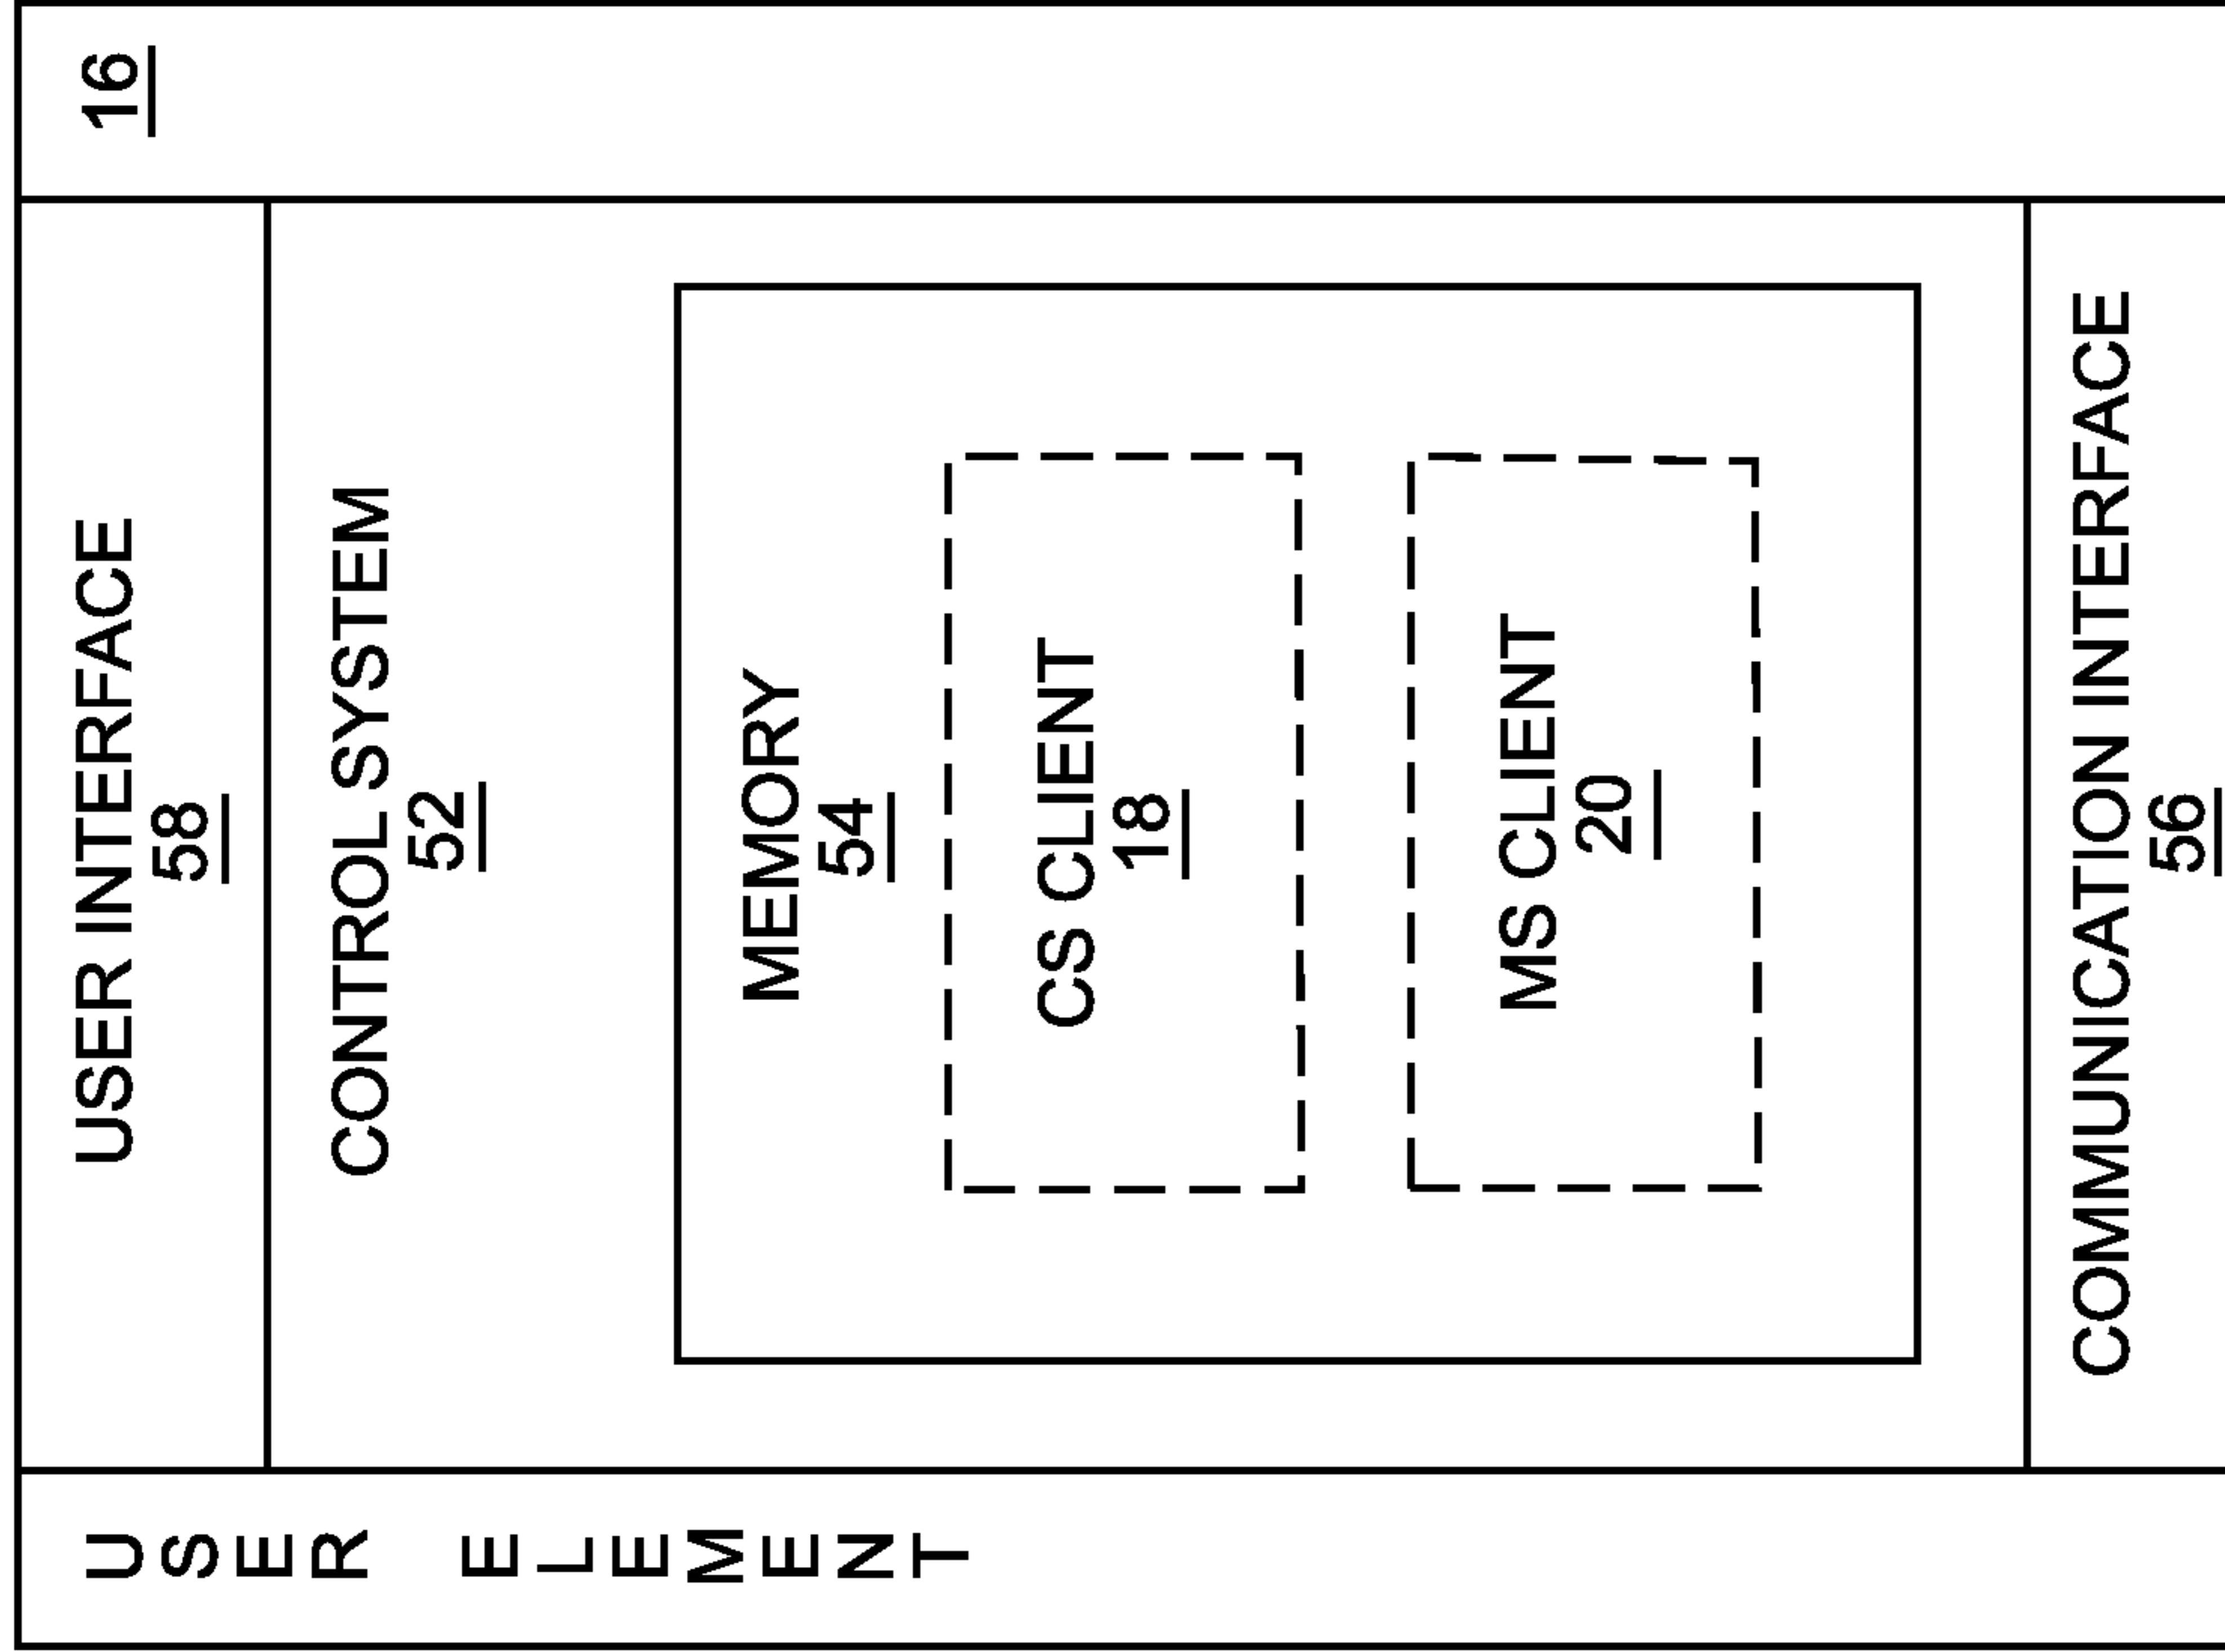 USER ELEMENT
16
USER INTERFACE
58
CONTROL SYSTEM
52
MEMORY
54
CS CLIENT
18
MS CLIENT
20
COMMUNICATION INTERFACE
56